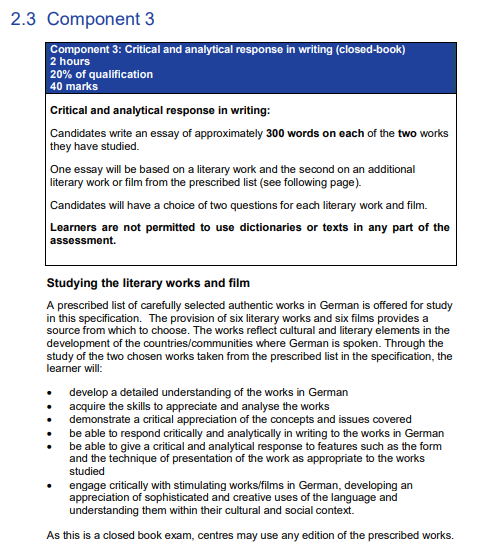 2.3 Component 3
Component 3: Critical and analytical response in writing (closed-book)
2 hours
20% of qualification
40 marks
Critical and analytical response in writing:
Candidates write an essay of approximately 300 words on each of the two works
they have studied.
One essay will be based on a literary work and the second on an additional
literary work or film from the prescribed list (see following page).
Candidates will have a choice of two questions for each literary work and film.
Learners are not permitted to use dictionaries or texts in any part of the
assessment.
Studying the literary works and film
A prescribed list of carefully selected authentic works in German is offered for study
in this specification. The provision of six literary works and six films provides a
source from which to choose. The works reflect cultural and literary elements in the
development of the countries/communities where German is spoken. Through the
study of the two chosen works taken from the prescribed list in the specification, the
learner will:
• develop a detailed understanding of the works in German
• acquire the skills to appreciate and analyse the works
• demonstrate a critical appreciation of the concepts and issues covered
• be able to respond critically and analytically in writing to the works in German
• be able to give a critical and analytical response to features such as the form
and the technique of presentation of the work as appropriate to the works
studied
• engage critically with stimulating works/films in German, developing an
appreciation of sophisticated and creative uses of the language and
understanding them within their cultural and social context.
As this is a closed book exam, centres may use any edition of the prescribed works.